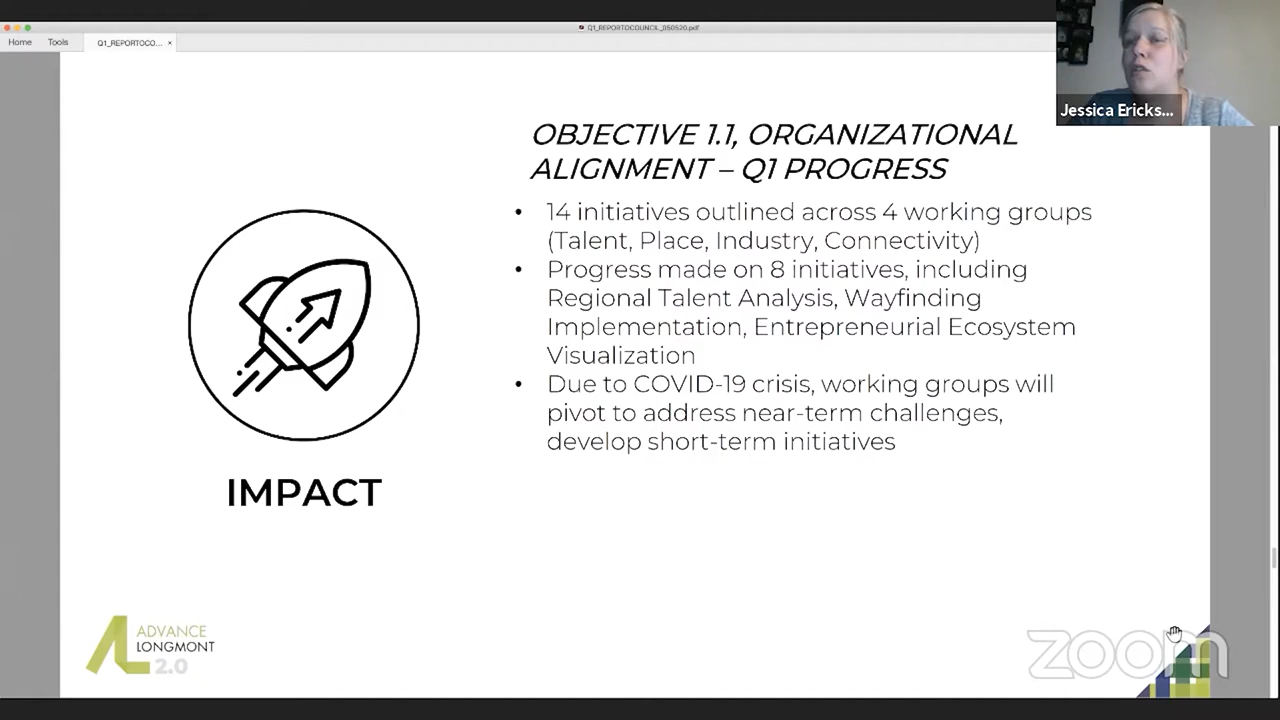 Q1_REPORTOCOUNCIL_050520.pdf
Home Tools Q1_REPORTOCO... ×
Jessica Ericks...
OBJECTIVE 1.1, ORGANIZATIONAL
ALIGNMENT – Q1 PROGRESS
• 14 initiatives outlined across 4 working groups
(Talent, Place, Industry, Connectivity)
• Progress made on 8 initiatives, including
Regional Talent Analysis, Wayfinding
Implementation, Entrepreneurial Ecosystem
Visualization
• Due to COVID-19 crisis, working groups will
pivot to address near-term challenges,
develop short-term initiatives
IMPACT
ADVANCE
LONGMONT
2.0
zoom